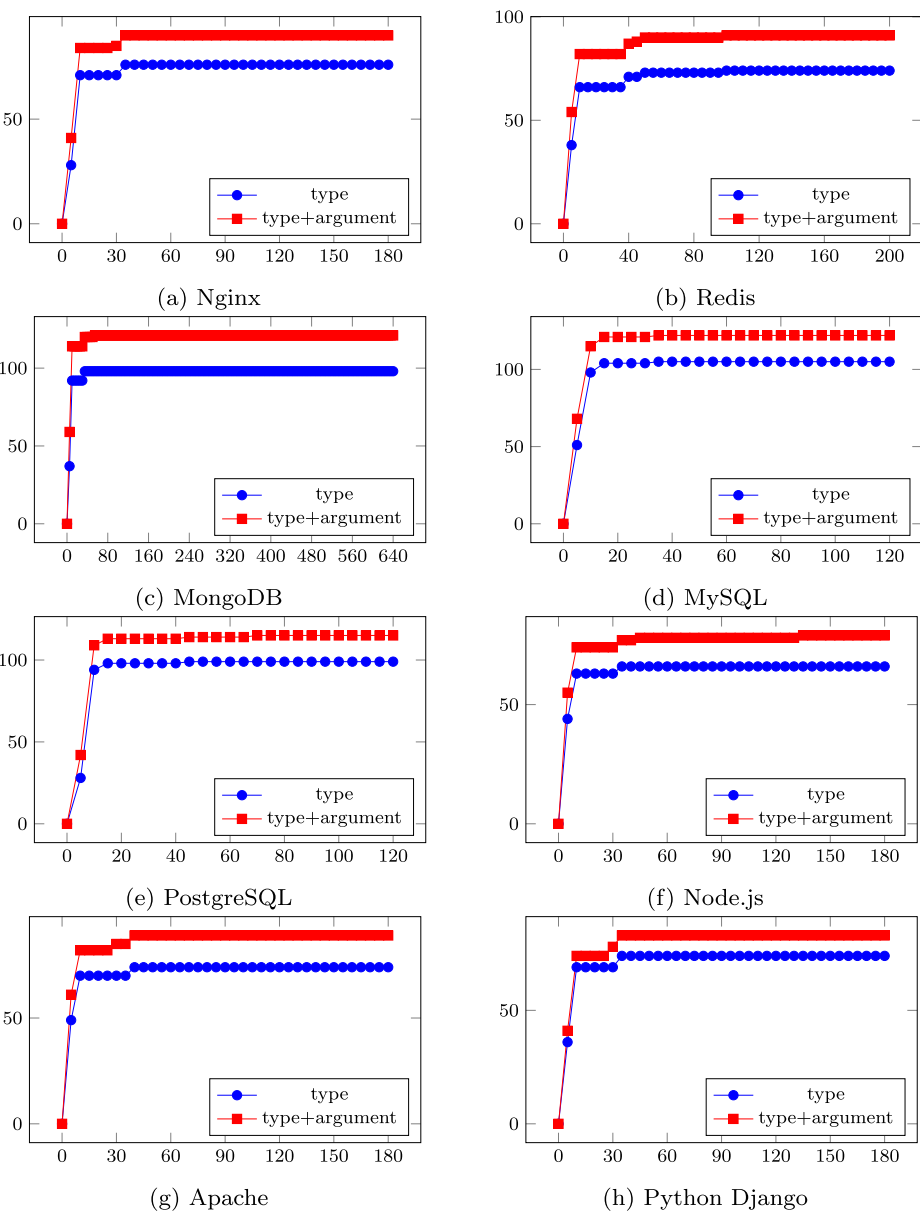 50
0
type
type+argument
0 30 60 90 120 150 180
(a) Nginx
100
50
0
type
type+argument
0 40 80 120 160 200
(b) Redis
100
50
0
type
type+argument
0 80 160 240 320 400 480 560 640
(c) MongoDB
100
50
0
type
type+argument
0 20 40 60 80 100 120
(d) MySQL
100
50
0
type
type+argument
0 20 40 60 80 100 120
(e) PostgreSQL
50
0
type
type+argument
0 30 60 90 120 150 180
(f) Node.js
50
0
type
type+argument
0 30 60 90 120 150 180
(g) Apache
50
0
type
type+argument
0 30 60 90 120 150 180
(h) Python Django